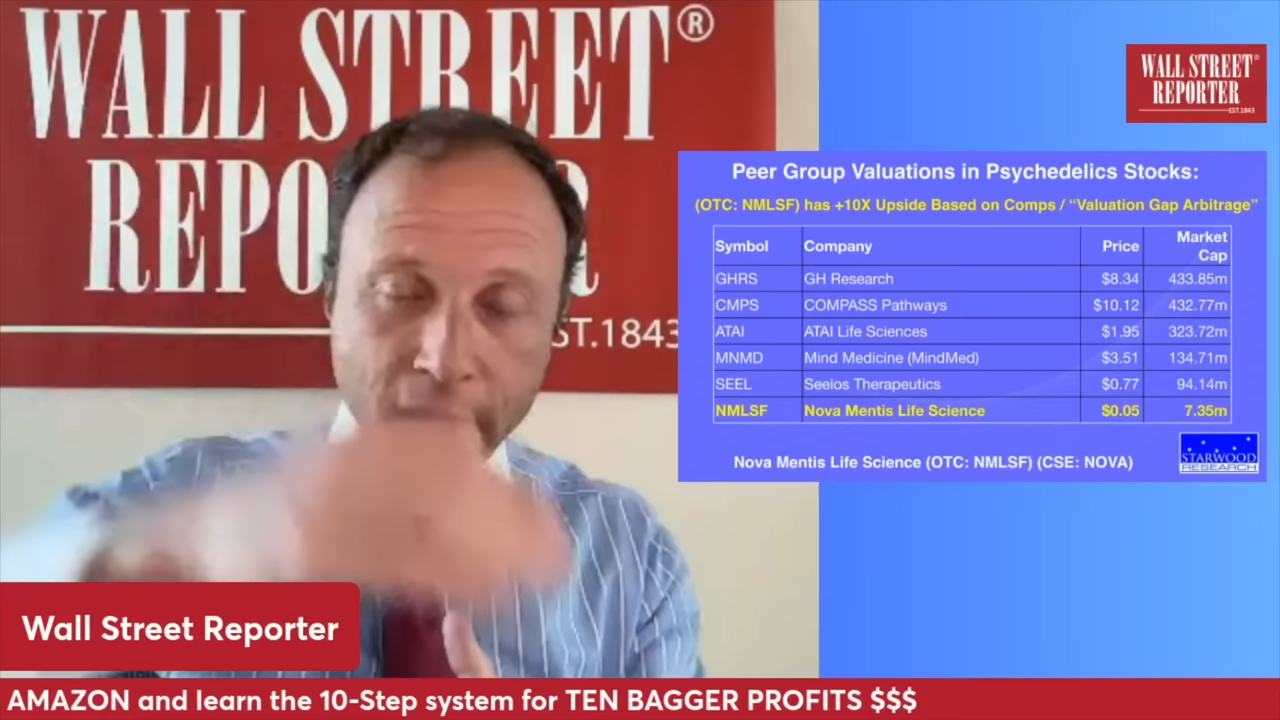 WALL STREET®
REPO
R
EST.1843
WALL STREET®
REPORTER
EST.1843
Peer Group Valuations in Psychedelics Stocks:
(OTC: NMLSF) has +10X Upside Based on Comps / “Valuation Gap Arbitrage”
Symbol Company Price Market Cap
GHRS GH Research $8.34 433.85m
CMPS COMPASS Pathways $10.12 432.77m
ATAI ATAI Life Sciences $1.95 323.72m
MNMD Mind Medicine (MindMed) $3.51 134.71m
SEEL Seelos Therapeutics $0.77 94.14m
NMLSF Nova Mentis Life Science $0.05 7.35m
Nova Mentis Life Science (OTC: NMLSF) (CSE: NOVA)
STARWOOD
RESEARCH
Wall Street Reporter
AMAZON and learn the 10-Step system for TEN BAGGER PROFITS $$$